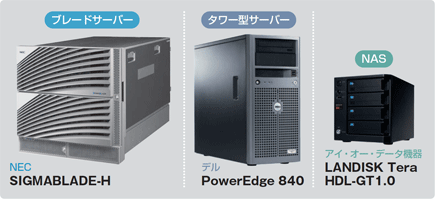 ブレードサーバー
NEC
SIGMABLADE-H
タワー型サーバー
DELL
デル
PowerEdge 840
NAS
アイ・オー・データ機器
LANDISK Tera
HDL-GT1.0